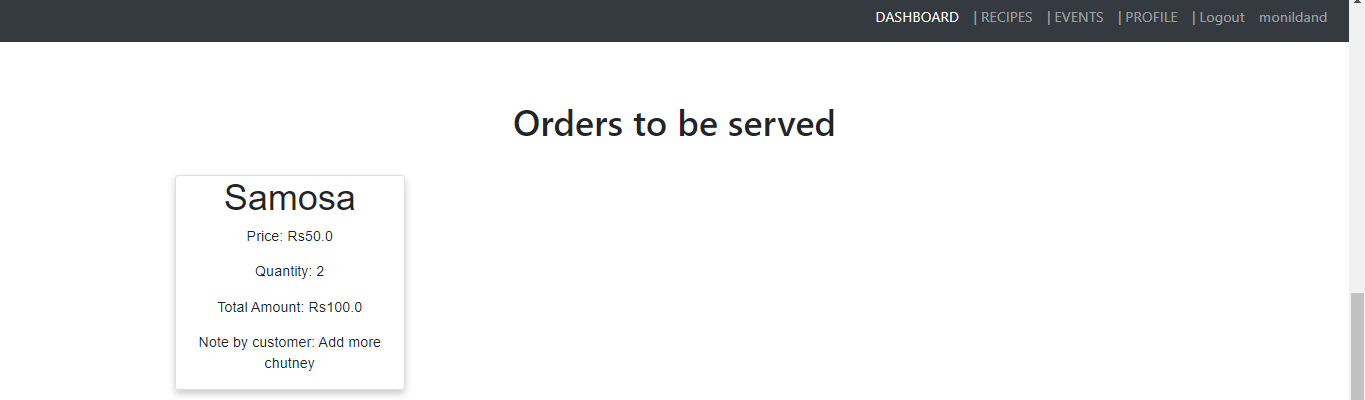 DASHBOARD | RECIPES | EVENTS | PROFILE | Logout monildand
Orders to be served
Samosa
Price: Rs50.0
Quantity: 2
Total Amount: Rs100.0
Note by customer: Add more
chutney